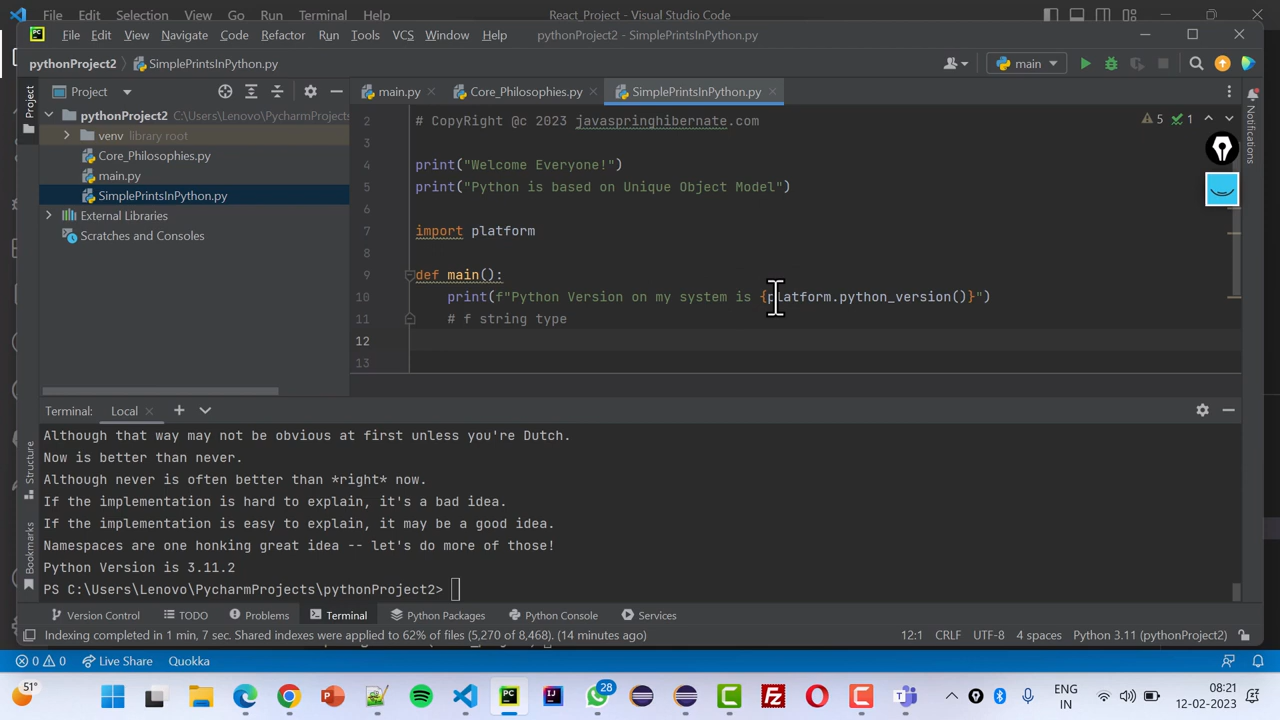 File Edit Selection View Go Run Terminal Help React_Project - Visual Studio Code
PC File Edit View Navigate Code Refactor Run Tools VCS Window Help pythonProject2 - SimplePrintsInPython.py
pythonProject2 SimplePrintsInPython.py main
Project Project main.py Core_Philosophies.py SimplePrintsInPython.py
pythonProject2 C:\Users\Lenovo\PycharmProjects
venv library root
Core_Philosophies.py
main.py
SimplePrintsInPython.py
External Libraries
Scratches and Consoles
5 1
Notifications
2 # CopyRight @c 2023 javaspringhibernate.com
3
4 print("Welcome Everyone!")
5 print("Python is based on Unique Object Model")
6
7 import platform
8
9 def main():
10 print(f"Python Version on my system is {platform.python_version()}")
11 # f string type
12
13
Terminal: Local
Although that way may not be obvious at first unless you're Dutch.
Now is better than never.
Although never is often better than *right* now.
If the implementation is hard to explain, it's a bad idea.
If the implementation is easy to explain, it may be a good idea.
Namespaces are one honking great idea -- let's do more of those!
Python Version is 3.11.2
PS C:\Users\Lenovo\PycharmProjects\pythonProject2>
Structure
Bookmarks
Version Control TODO Problems Terminal Python Packages Python Console Services
Indexing completed in 1 min, 7 sec. Shared indexes were applied to 62% of files (5,270 of 8,468). (14 minutes ago) 12:1 CRLF UTF-8 4 spaces Python 3.11 (pythonProject2)
0 0 Live Share Quokka
51° PC IJ 28 Fz ENG 08:21
IN 12-02-2023